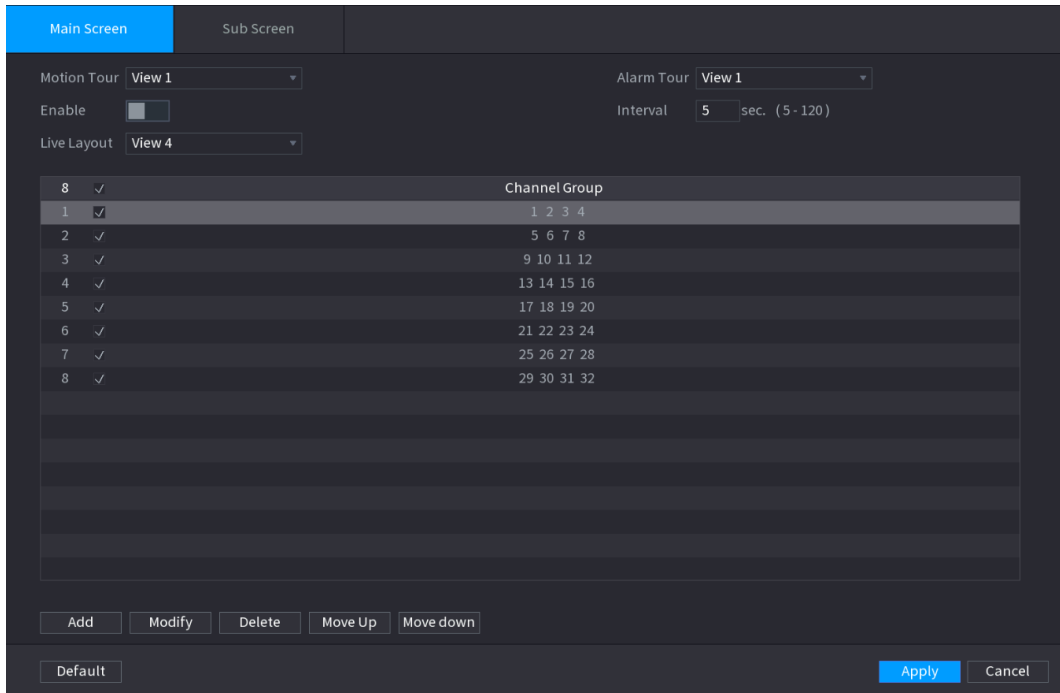 Main Screen Sub Screen
Motion Tour View 1 Alarm Tour View 1
Enable Interval 5 sec. (5-120)
Live Layout View 4
8 Channel Group
1 1 2 3 4
2 5 6 7 8
3 9 10 11 12
4 13 14 15 16
5 17 18 19 20
6 21 22 23 24
7 25 26 27 28
8 29 30 31 32
Add Modify Delete Move Up Move down
Default Apply Cancel